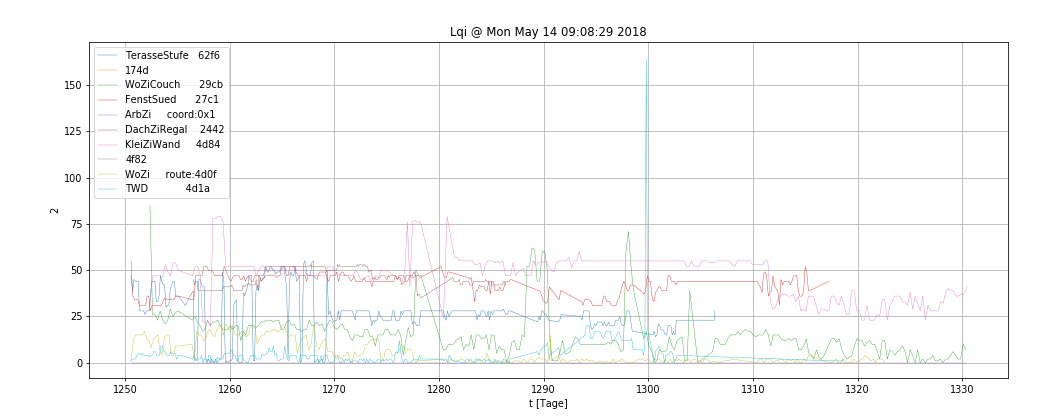 Lqi @ Mon May 14 09:08:29 2018
TerasseStufe 62f6
174d
WoZiCouch 29cb
FenstSued 27c1
ArbZi coord:0x1
DachZiRegal 2442
KleiZiWand 4d84
4f82
WoZi route:4d0f
TWD 4d1a
150
125
100
75
50
25
0
2
1250 1260 1270 1280 1290 1300 1310 1320 1330
t [Tage]